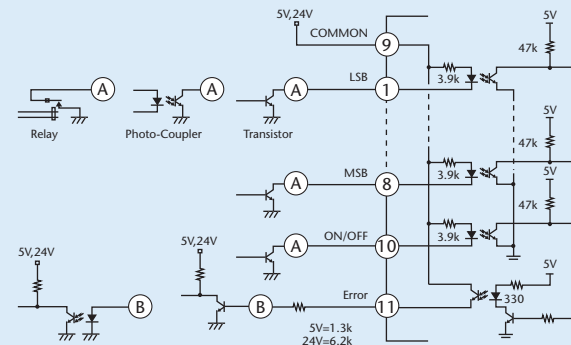 5V,24V
COMMON
9
5V
47k
LSB
A
A
A
1
3.9k
Relay
Photo-Coupler
Transistor
5V
47k
MSB
A
8
3.9k
5V
47k
5V,24V
5V,24V
ON/OFF
A
10
3.9k
5V
B
B
Error
11
330
5V=1.3k
24V=6.2k